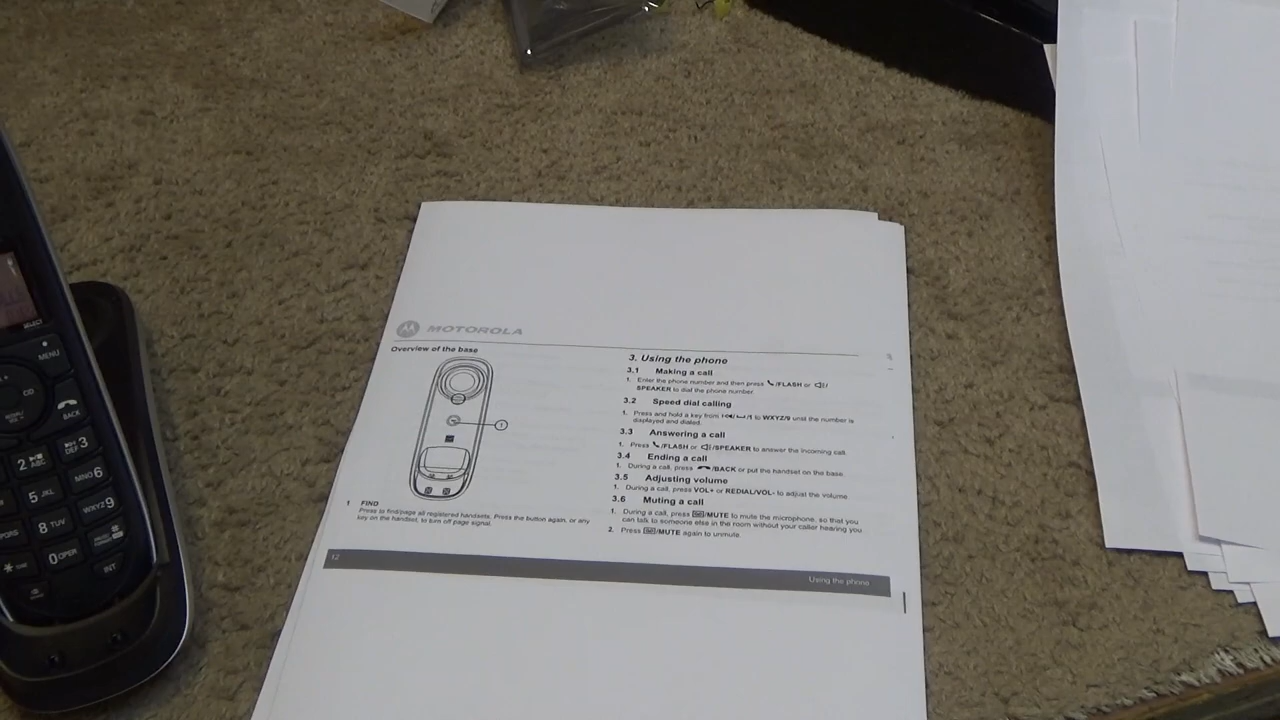 MOTOROLA
Overview of the base
1
1 FIND
Press to find/page all registered handsets. Press the button again, or any
key on the handset, to turn off page signal.
3. Using the phone
3.1 Making a call
1. Enter the phone number and then press /FLASH or /
SPEAKER to dial the phone number.
3.2 Speed dial calling
1. Press and hold a key from /1 to WXYZ/9 until the number is
displayed and dialed.
3.3 Answering a call
1. Press /FLASH or /SPEAKER to answer the incoming call.
3.4 Ending a call
1. During a call, press /BACK or put the handset on the base.
3.5 Adjusting volume
1. During a call, press VOL+ or REDIAL/VOL- to adjust the volume.
3.6 Muting a call
1. During a call, press /MUTE to mute the microphone, so that you
can talk to someone else in the room without your caller hearing you.
2. Press /MUTE again to unmute.
12
Using the phone
SELECT
MENU
BACK
2 ABC
3 DEF
5 JKL
MNO 6
8 TUV
WXYZ 9
0 OPER
INT